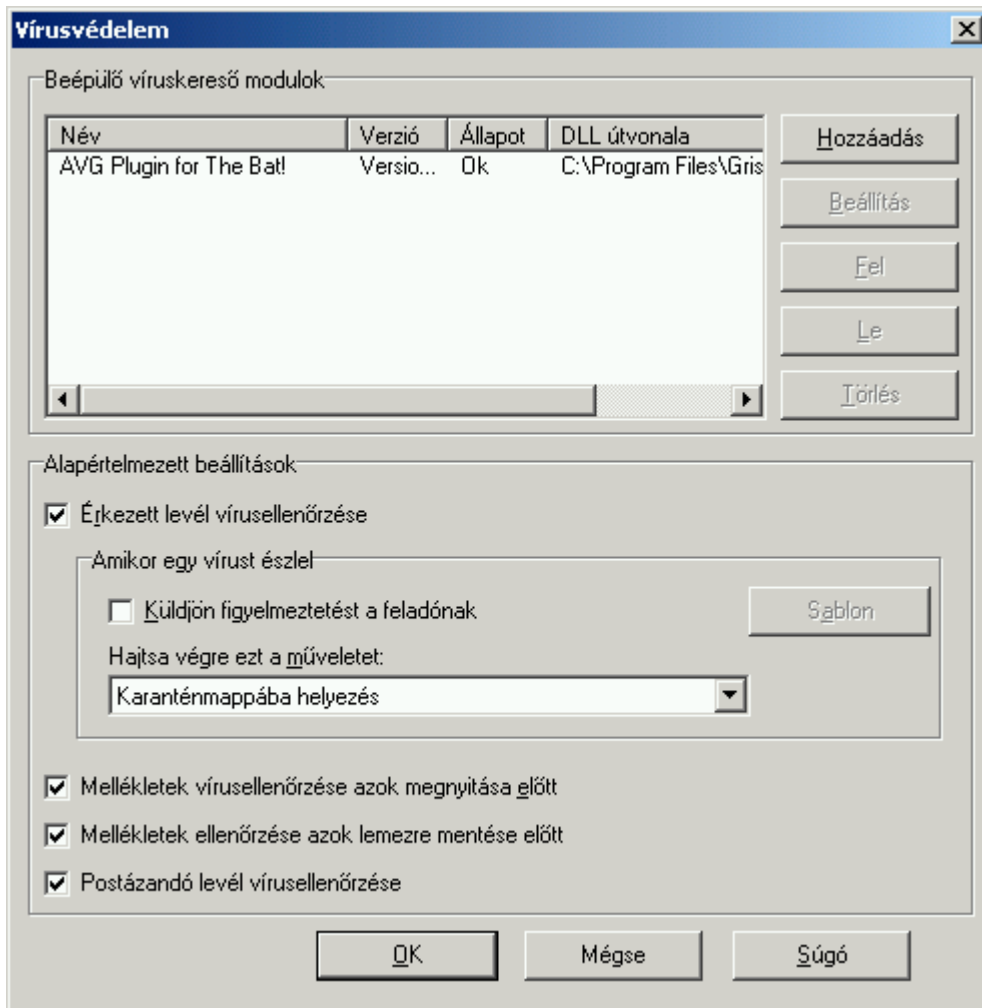 Vírusvédelem
Beépülő víruskereső modulok
Név Verzió Állapot DLL útvonala
AVG Plugin for The Bat! Versio... Ok C:\Program Files\Gris
Hozzáadás
Beállítás
Fel
Le
Törlés
Alapértelmezett beállítások
Érkezett levél vírusellenőrzése
Amikor egy vírust észlel
Küldjön figyelmeztetést a feladónak
Sablon
Hajtsa végre ezt a műveletet:
Karanténmappába helyezés
Mellékletek vírusellenőrzése azok megnyitása előtt
Mellékletek ellenőrzése azok lemezre mentése előtt
Postázandó levél vírusellenőrzése
OK Mégse Súgó